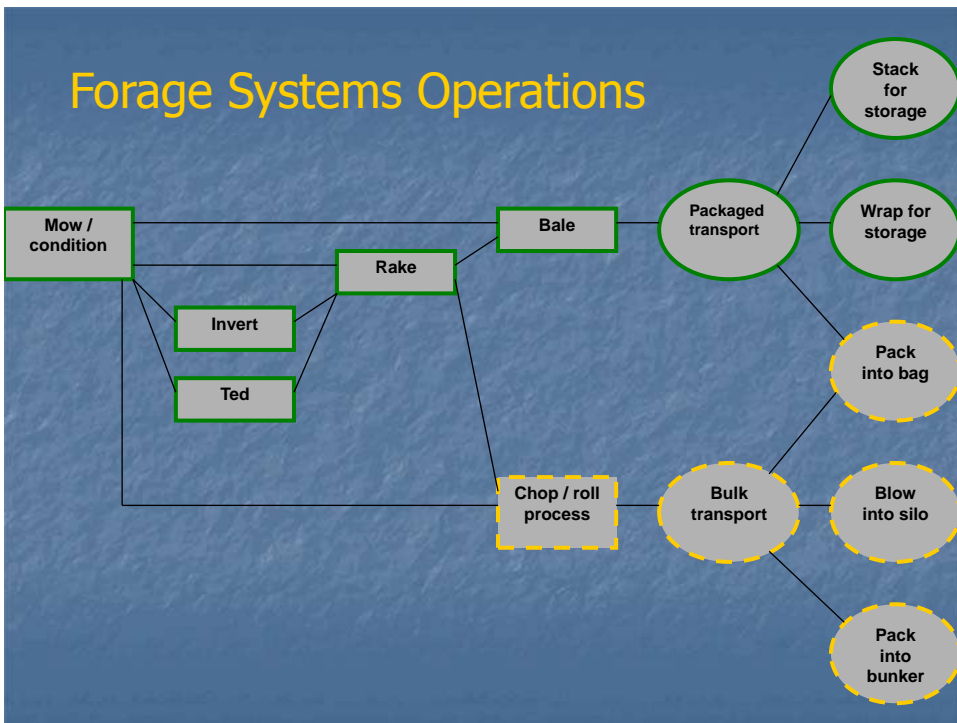 Forage Systems Operations
Stack
for
storage
Mow /
condition
Bale
Packaged
transport
Wrap for
storage
Rake
Invert
Ted
Pack
into bag
Chop / roll
process
Bulk
transport
Blow
into silo
Pack
into
bunker